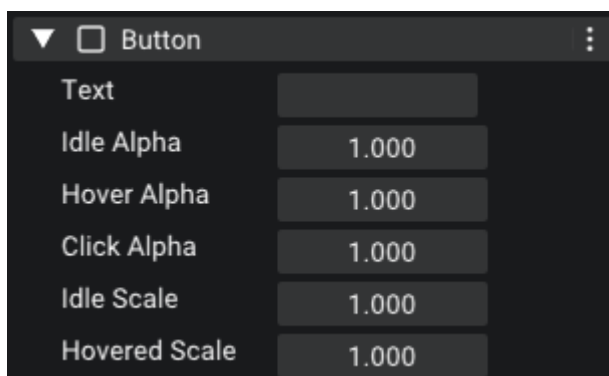 Button
Text
Idle Alpha 1.000
Hover Alpha 1.000
Click Alpha 1.000
Idle Scale 1.000
Hovered Scale 1.000